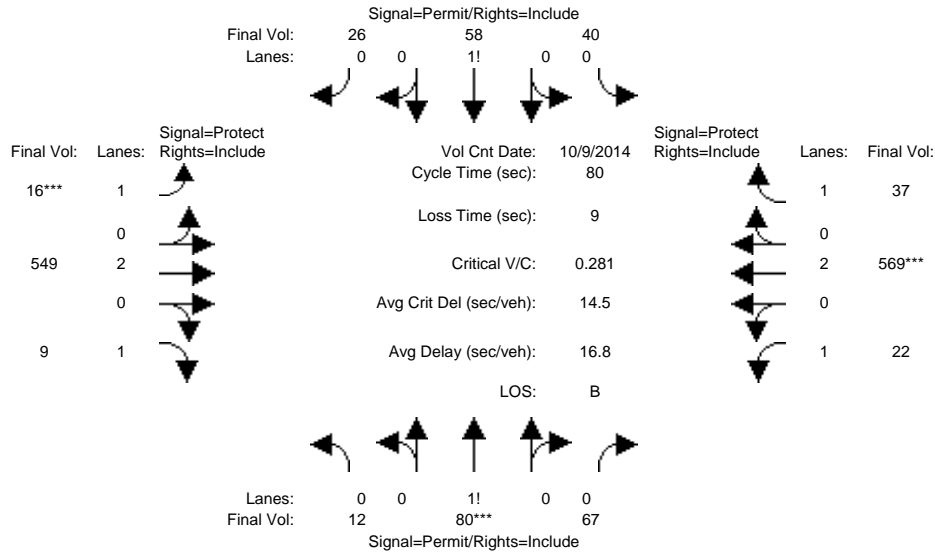 Signal=Permit/Rights=Include
Final Vol: 26 58 40
Lanes: 0 0 1! 0 0
Signal=Protect Signal=Protect
Final Vol: Lanes: Rights=Include Vol Cnt Date: 10/9/2014 Rights=Include Lanes: Final Vol:
Cycle Time (sec): 80
16*** 1 1 37
Loss Time (sec): 9
0 0
549 2 Critical V/C: 0.281 2 569***
0 Avg Crit Del (sec/veh): 14.5 0
9 1 Avg Delay (sec/veh): 16.8 1 22
LOS: B
Lanes: 0 0 1! 0 0
Final Vol: 12 80*** 67
Signal=Permit/Rights=Include